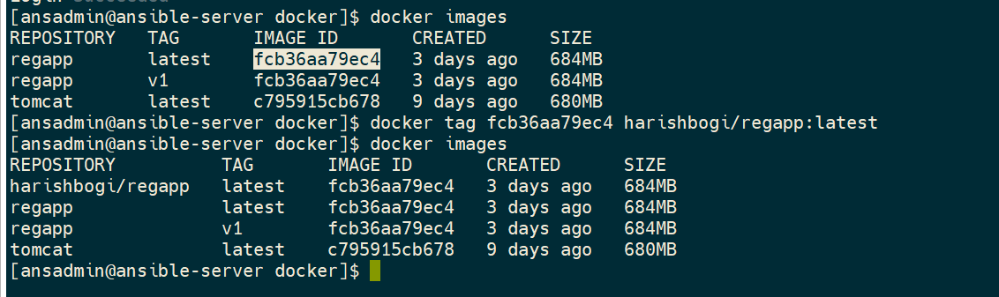 [ansadmin@ansible-server docker]$ docker images
REPOSITORY   TAG       IMAGE ID       CREATED      SIZE
regapp       latest    fcb36aa79ec4   3 days ago   684MB
regapp       v1        fcb36aa79ec4   3 days ago   684MB
tomcat       latest    c795915cb678   9 days ago   680MB
[ansadmin@ansible-server docker]$ docker tag fcb36aa79ec4 harishbogi/regapp:latest
[ansadmin@ansible-server docker]$ docker images
REPOSITORY          TAG       IMAGE ID       CREATED      SIZE
harishbogi/regapp   latest    fcb36aa79ec4   3 days ago   684MB
regapp              latest    fcb36aa79ec4   3 days ago   684MB
regapp              v1        fcb36aa79ec4   3 days ago   684MB
tomcat              latest    c795915cb678   9 days ago   680MB
[ansadmin@ansible-server docker]$